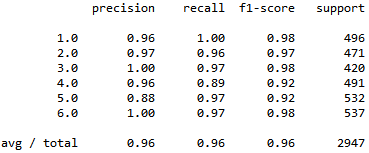 precision recall f1-score support
1.0 0.96 1.00 0.98 496
2.0 0.97 0.96 0.97 471
3.0 1.00 0.97 0.98 420
4.0 0.96 0.89 0.92 491
5.0 0.88 0.97 0.92 532
6.0 1.00 0.97 0.98 537
avg / total 0.96 0.96 0.96 2947